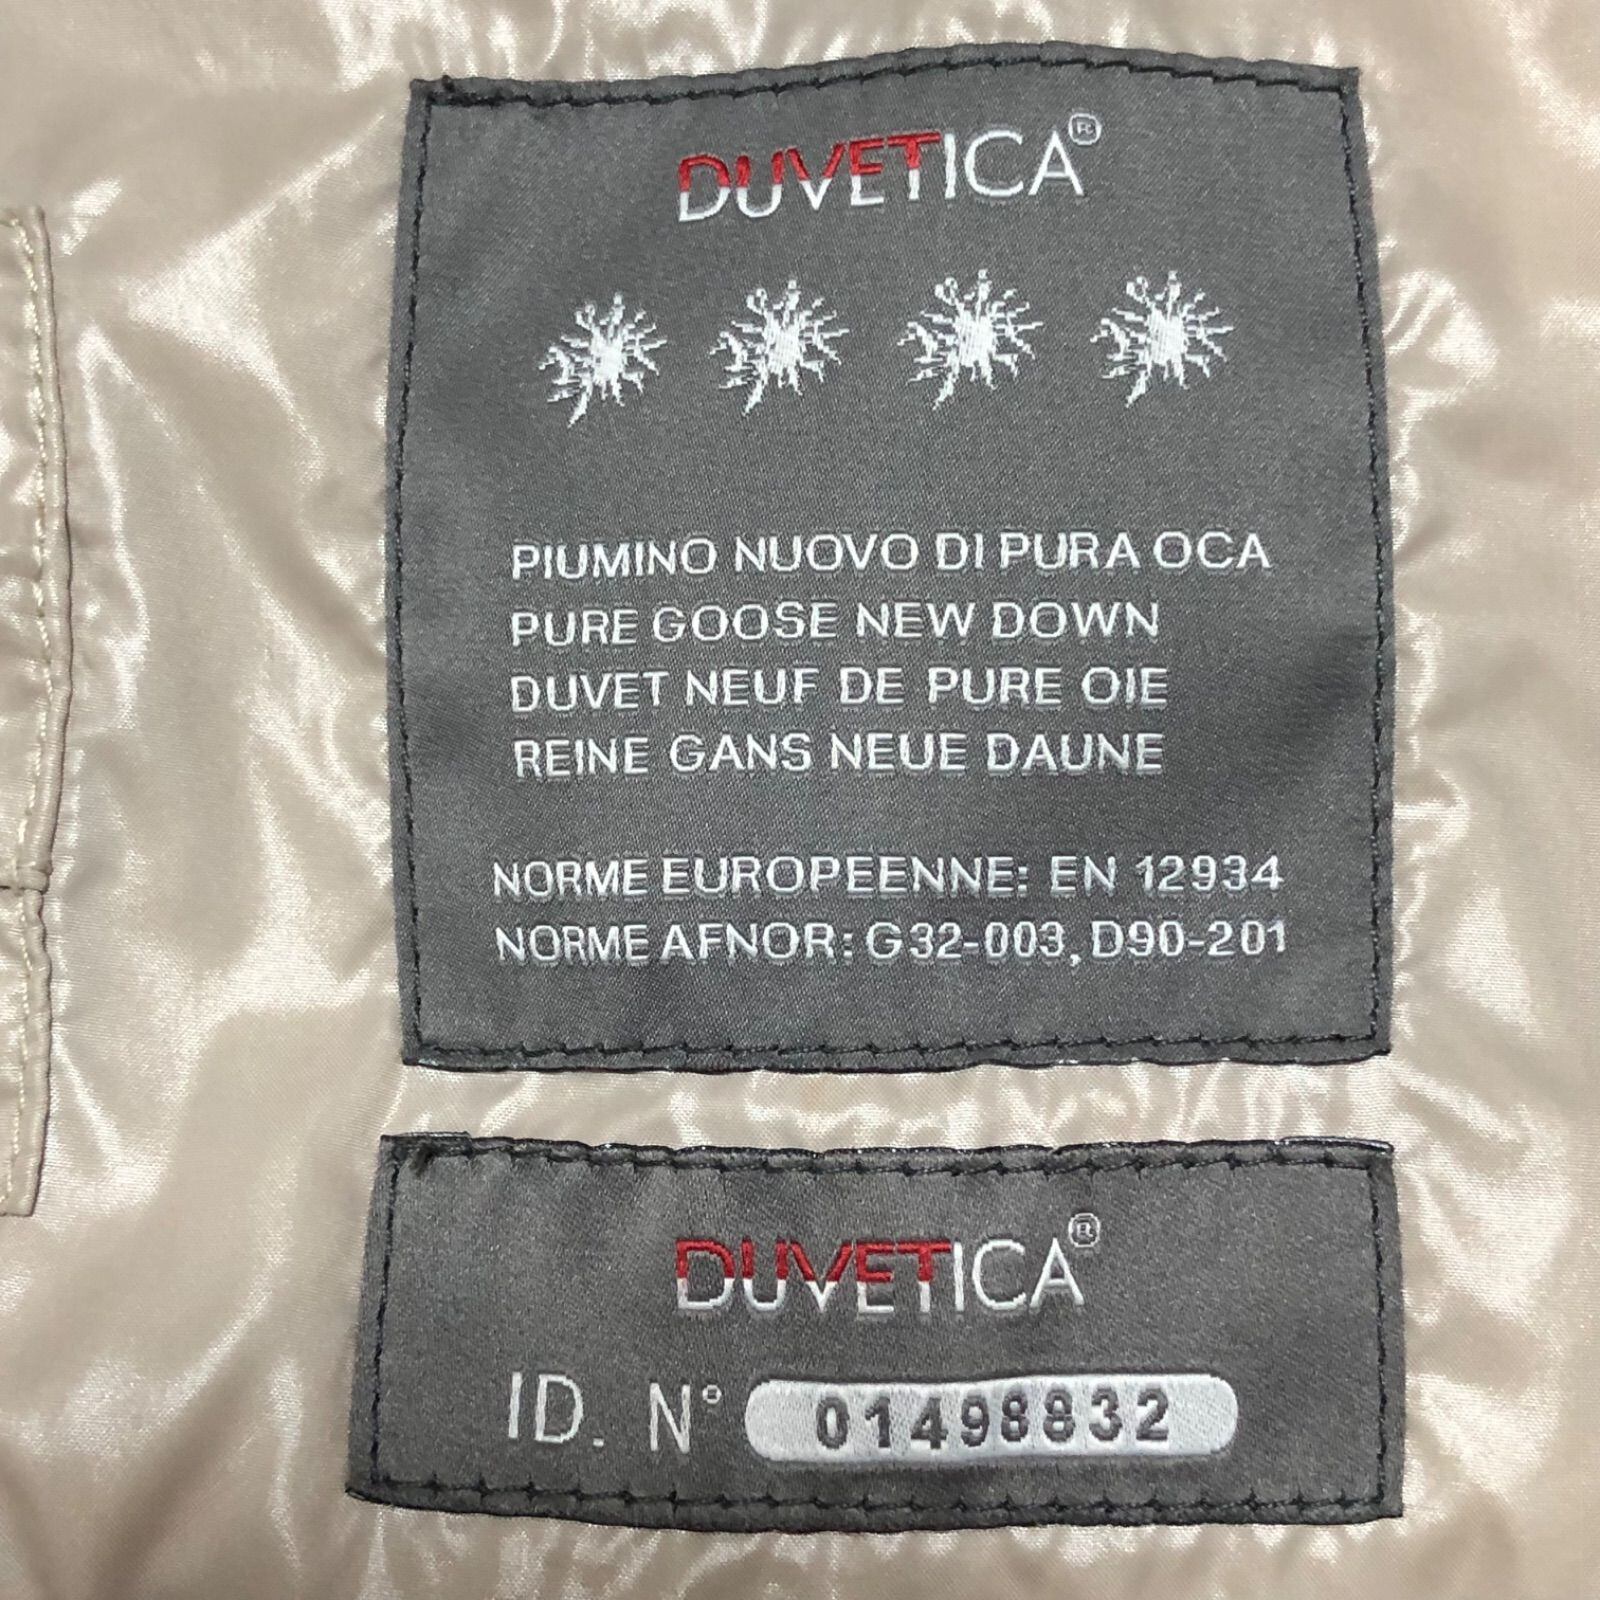 DUVETICA®
PIUMINO NUOVO DI PURA OCA
PURE GOOSE NEW DOWN
DUVET NEUF DE PURE OIE
REINE GANS NEUE DAUNE
NORME EUROPEENNE: EN 12934
NORME AFNOR: G32-003, D90-201
DUVETICA®
ID. N° 01498832